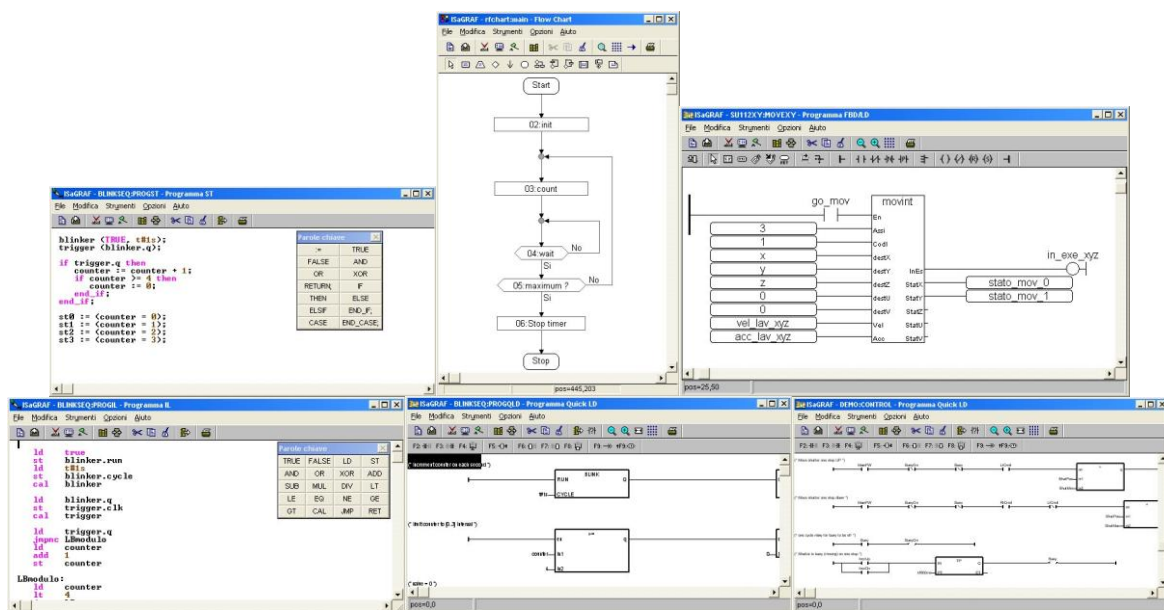 ISaGRAF - rfchart:main - Flow Chart
File Modifica Strumenti Opzioni Aiuto
Start
02:init
03:count
04:wait
No
Si
05:maximum ?
No
Si
06:Stop timer
Stop
pos=445,203
ISaGRAF - SU112XY:MOVEXY - Programma FBD/LD
File Modifica Strumenti Opzioni Aiuto
go_mov
movint
En
3
Assi
1
Codi
x
destX
y
destY
InEs
in_exe_xyz
z
destZ
StatX
stato_mov_0
0
destU
StatY
stato_mov_1
0
destV
StatZ
vel_lav_xyz
Vel
StatU
acc_lav_xyz
Acc
StatV
pos=25,50
ISaGRAF - BLINKSEQ:PROGST - Programma ST
File Modifica Strumenti Opzioni Aiuto
blinker (TRUE, t#1s);
trigger (blinker.q);
if trigger.q then
counter := counter + 1;
if counter >= 4 then
counter := 0;
end_if;
end_if;
st0 := (counter = 0);
st1 := (counter = 1);
st2 := (counter = 2);
st3 := (counter = 3);
Parole chiave
:= TRUE
FALSE AND
OR XOR
RETURN; IF
THEN ELSE
ELSIF END_IF;
CASE END_CASE;
ISaGRAF - BLINKSEQ:PROGIL - Programma IL
File Modifica Strumenti Opzioni Aiuto
ld true
st blinker.run
ld t#1s
st blinker.cycle
cal blinker
ld blinker.q
st trigger.clk
cal trigger
ld trigger.q
jmpnc LBmodulo
ld counter
add 1
st counter
LBmodulo:
ld counter
lt 4
Parole chiave
TRUE FALSE LD ST
AND OR XOR ADD
SUB MUL DIV LT
LE EQ NE GE
GT CAL JMP RET
ISaGRAF - BLINKSEQ:PROGQLD - Programma Quick LD
File Modifica Strumenti Opzioni Aiuto
BLINK
RUN Q
t#1s CYCLE
EN Q
counter in1
4 in2
pos=0,0
ISaGRAF - DEMO:CONTROL - Programma Quick LD
File Modifica Strumenti Opzioni Aiuto
TP
pos=0,0